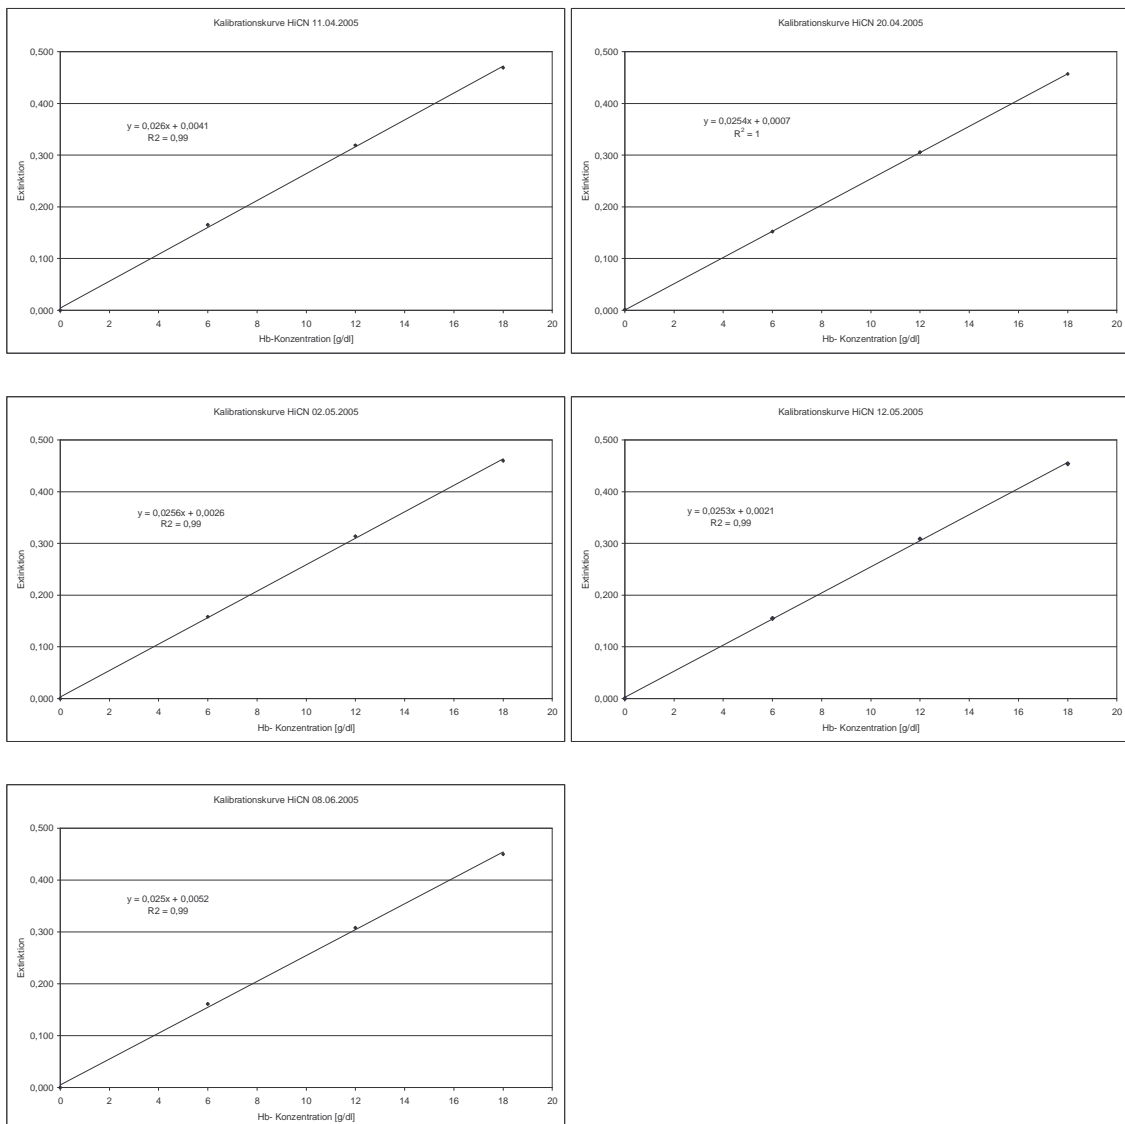 Kalibrationskurve HiCN 11.04.2005
0,500
0,400
0,300
0,200
0,100
0,000
Extinktion
y = 0,026x + 0,0041
R2 = 0,99
0 2 4 6 8 10 12 14 16 18 20
Hb-Konzentration [g/dl]
Kalibrationskurve HiCN 20.04.2005
0,500
0,400
0,300
0,200
0,100
0,000
Extinktion
y = 0,0254x + 0,0007
R² = 1
0 2 4 6 8 10 12 14 16 18 20
Hb- Konzentration [g/dl]
Kalibrationskurve HiCN 02.05.2005
0,500
0,400
0,300
0,200
0,100
0,000
Extinktion
y = 0,0256x + 0,0026
R2 = 0,99
0 2 4 6 8 10 12 14 16 18 20
Hb- Konzentration [g/dl]
Kalibrationskurve HiCN 12.05.2005
0,500
0,400
0,300
0,200
0,100
0,000
Extinktion
y = 0,0253x + 0,0021
R2 = 0,99
0 2 4 6 8 10 12 14 16 18 20
Hb- Konzentration [g/dl]
Kalibrationskurve HiCN 08.06.2005
0,500
0,400
0,300
0,200
0,100
0,000
Extinktion
y = 0,025x + 0,0052
R2 = 0,99
0 2 4 6 8 10 12 14 16 18 20
Hb- Konzentration [g/dl]